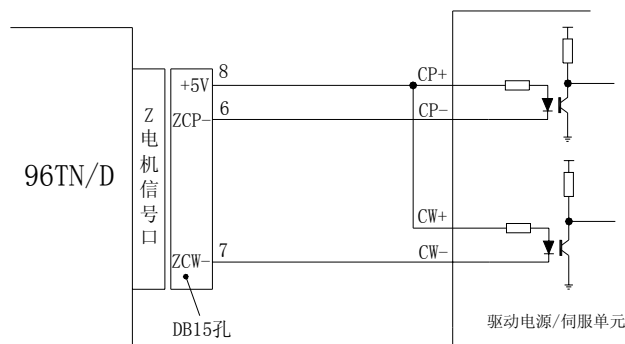 96TN/D
Z电机信号口
+5V
8
ZCP-
6
ZCW-
7
DB15孔
CP+
CP-
CW+
CW-
驱动电源/伺服单元